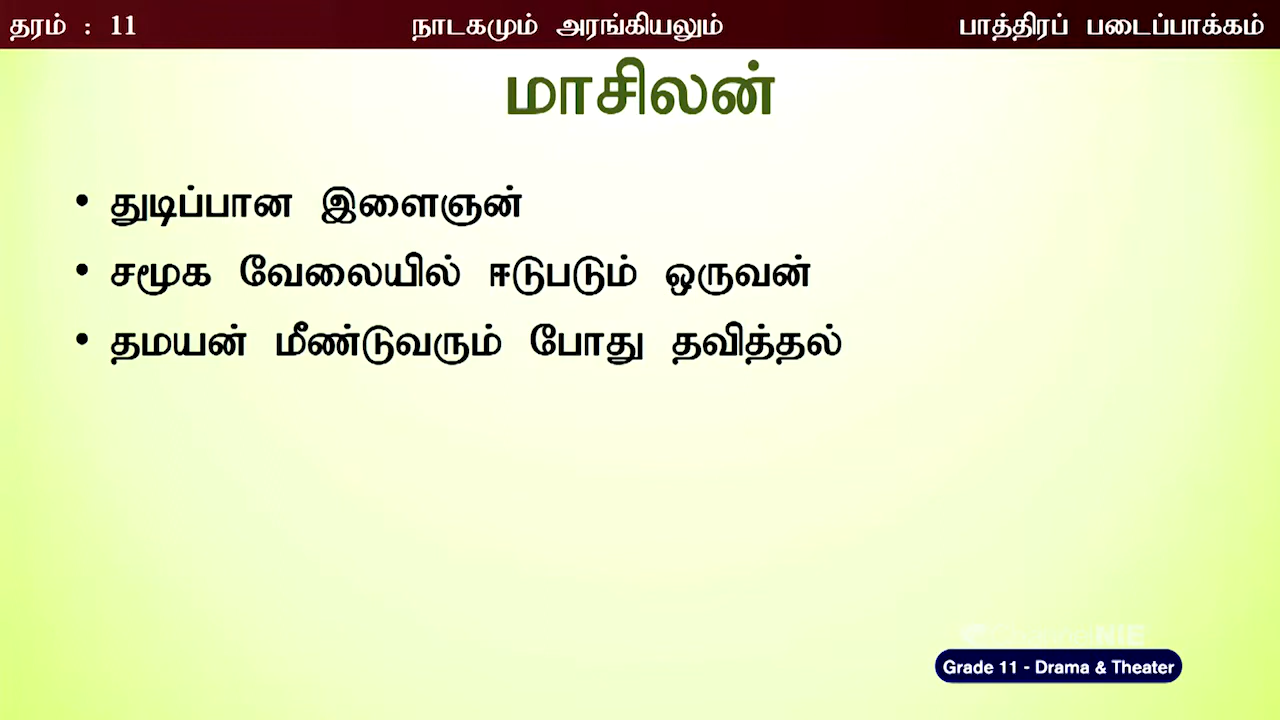 தரம் : 11 நாடகமும் அரங்கியலும் பாத்திரப் படைப்பாக்கம்
மாசிலன்
• துடிப்பான இளைஞன்
• சமூக வேலையில் ஈடுபடும் ஒருவன்
• தமயன் மீண்டுவரும் போது தவித்தல்
NIE
Grade 11 - Drama & Theater